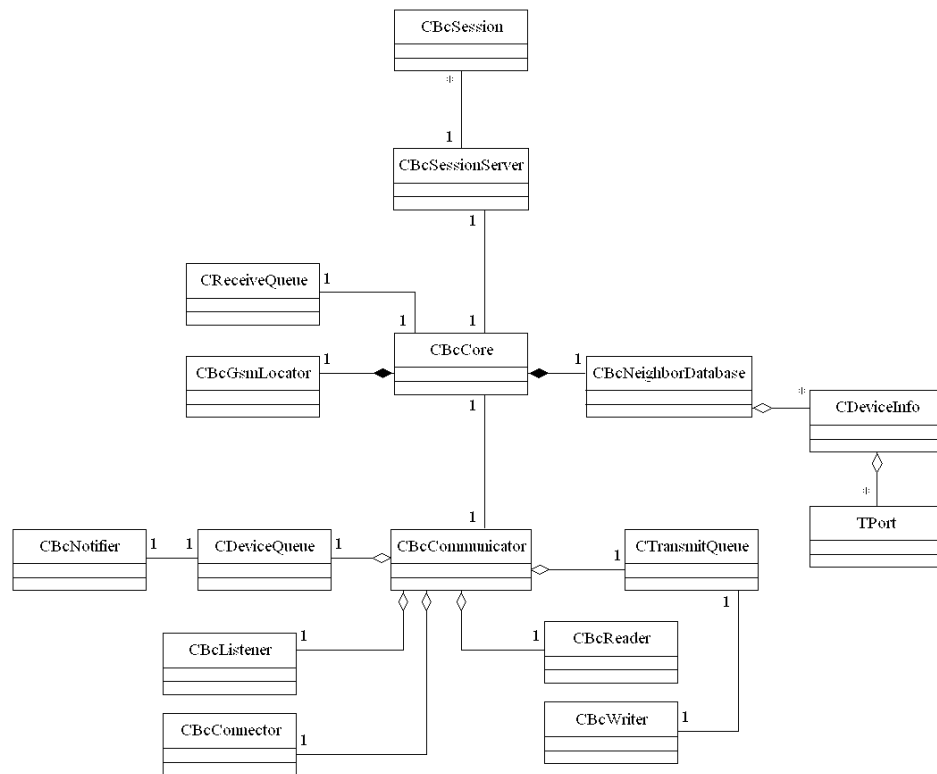 CBcSession
*
1
CBcSessionServer
1
CReceiveQueue
1
1
1
CBcCore
CBcGsmLocator
1
1
CBcNeighborDatabase
1
*
CDeviceInfo
*
TPort
1
CBcNotifier
1
1
CDeviceQueue
1
CBcCommunicator
1
CTransmitQueue
1
CBcListener
1
1
CBcReader
CBcConnector
1
CBcWriter
1